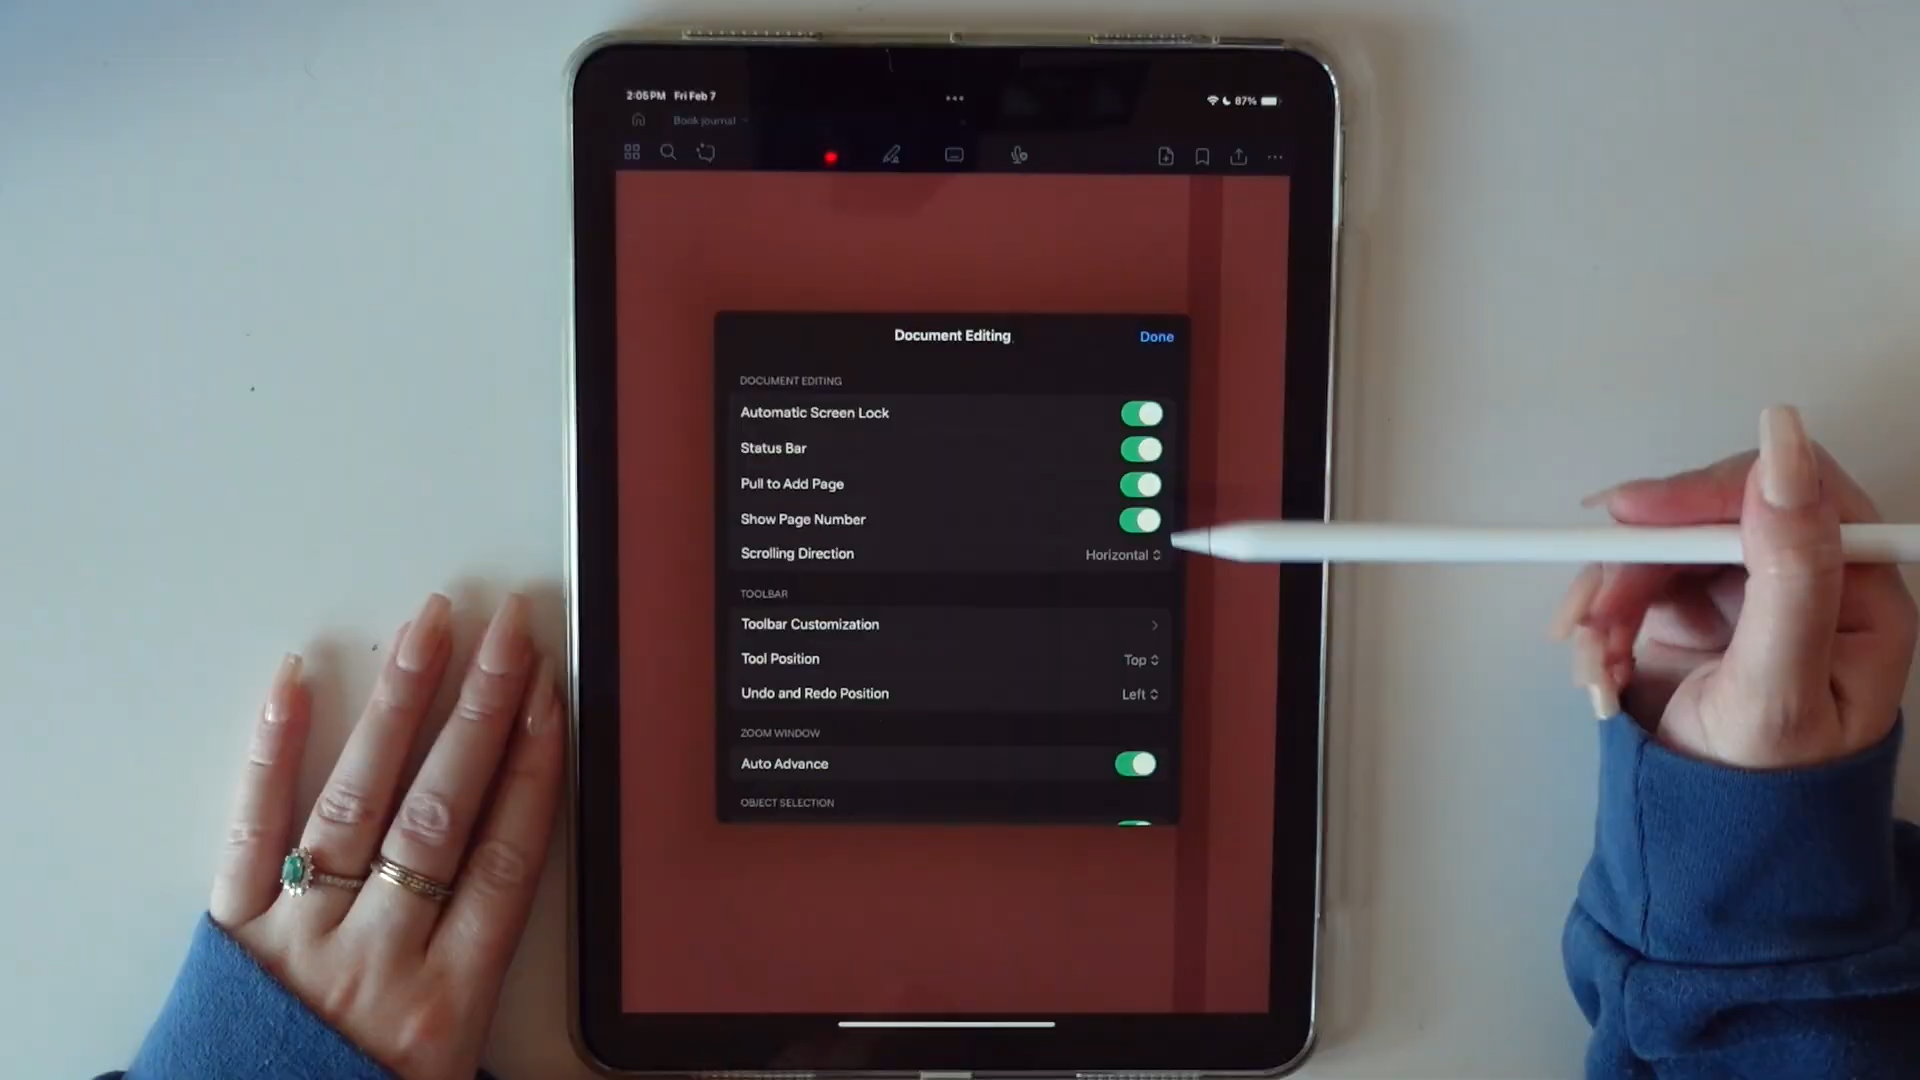 2:05 PM Fri Feb 7
87%
Book journal
Document Editing
Done
DOCUMENT EDITING
Automatic Screen Lock
Status Bar
Pull to Add Page
Show Page Number
Scrolling Direction Horizontal
TOOLBAR
Toolbar Customization
Tool Position Top
Undo and Redo Position Left
ZOOM WINDOW
Auto Advance
OBJECT SELECTION